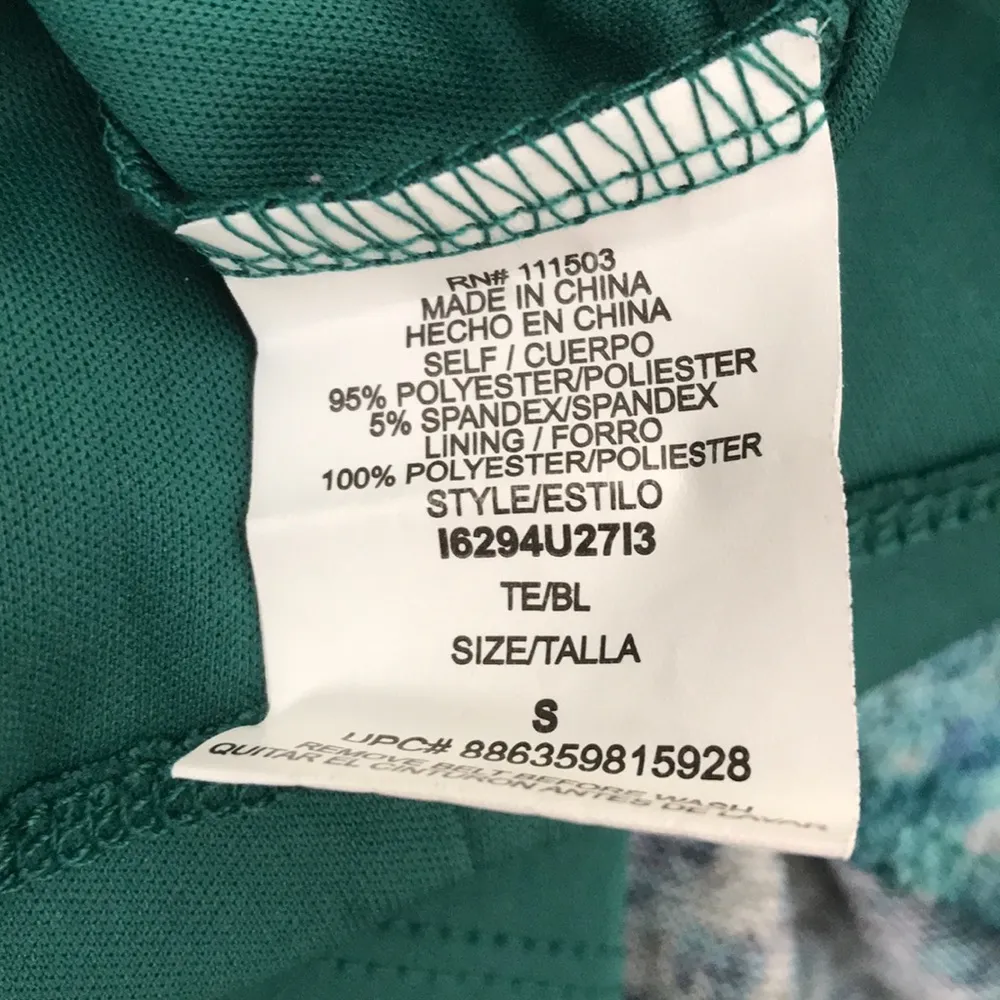 RN# 111503
MADE IN CHINA
HECHO EN CHINA
SELF / CUERPO
95% POLYESTER/POLIESTER
5% SPANDEX/SPANDEX
LINING / FORRO
100% POLYESTER/POLIESTER
STYLE/ESTILO
I6294U27I3
TE/BL
SIZE/TALLA
S
UPC# 886359815928
REMOVE BELT BEFORE WASH
QUITAR EL CINTURON ANTES DE LAVAR